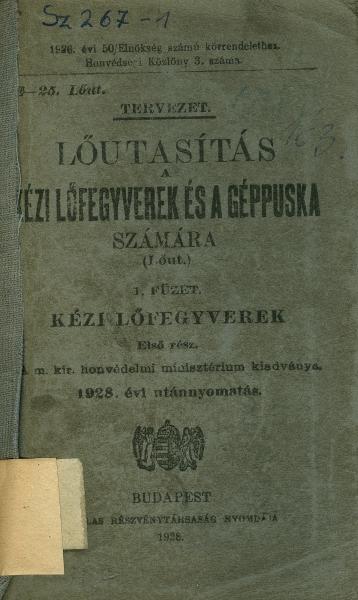 Sz 267-1
1926. évi 50/Elnökség számú körrendelethez.
Honvédségi Közlöny 3. száma.
—25. Lőut.
TERVEZET.
LŐUTASÍTÁS
A
KÉZI LŐFEGYVEREK ÉS A GÉPPUSKA
SZÁMÁRA
(Lőut.)
1. FÜZET.
KÉZI LŐFEGYVEREK
Első rész.
A m. kir. honvédelmi minisztérium kiadványa.
1928. évi utánnyomatás.
BUDAPEST
RÉSZVÉNYTÁRSASÁG NYOMDÁJA
1928.